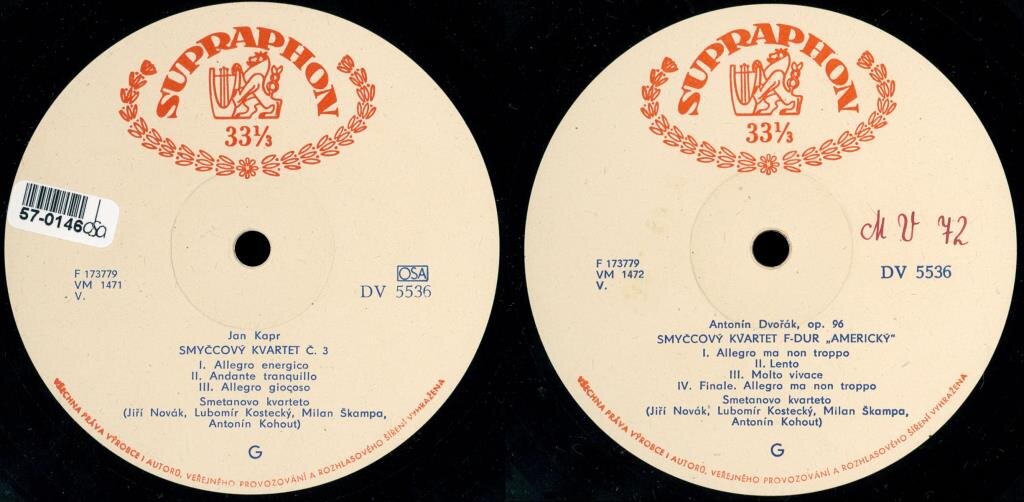 SUPRAPHON
33⅓
57-0146 OSA
F 173779
VM 1471
V.
OSA
DV 5536
Jan Kapr
SMYČCOVÝ KVARTET Č. 3
I. Allegro energico
II. Andante tranquillo
III. Allegro giocoso
Smetanovo kvarteto
(Jiří Novák, Lubomír Kostecký, Milan Škampa,
Antonín Kohout)
G
VŠECHNA PRÁVA VÝROBCE I AUTORŮ, VEŘEJNÉHO PROVOZOVÁNÍ A ROZHLASOVÉHO ŠÍŘENÍ VYHRAŽENA
SUPRAPHON
33⅓
M V 72
F 173779
VM 1472
V.
DV 5536
Antonín Dvořák, op. 96
SMYČCOVÝ KVARTET F-DUR „AMERICKÝ“
I. Allegro ma non troppo
II. Lento
III. Molto vivace
IV. Finale. Allegro ma non troppo
Smetanovo kvarteto
(Jiří Novák, Lubomír Kostecký, Milan Škampa,
Antonín Kohout)
G
VŠECHNA PRÁVA VÝROBCE I AUTORŮ, VEŘEJNÉHO PROVOZOVÁNÍ A ROZHLASOVÉHO ŠÍŘENÍ VYHRAŽENA